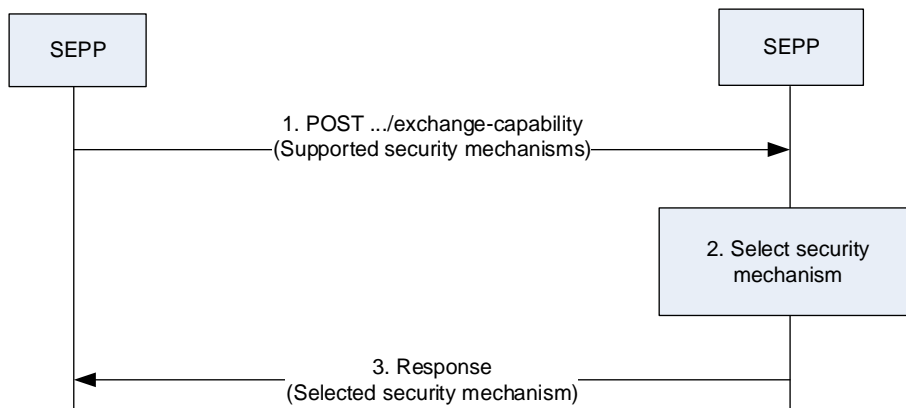 SEPP
SEPP
1. POST .../exchange-capability
(Supported security mechanisms)
2. Select security
mechanism
3. Response
(Selected security mechanism)